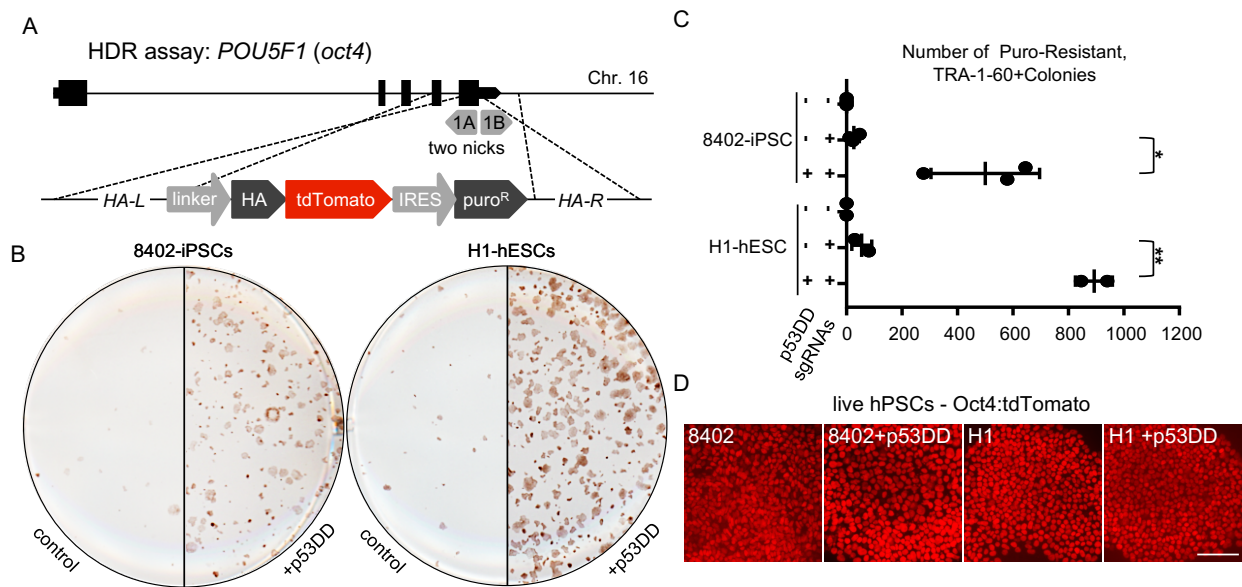 A
HDR assay: POU5F1 (oct4)
Chr. 16
1A 1B
two nicks
HA-L linker HA tdTomato IRES puroR HA-R
B
8402-iPSCs
H1-hESCs
control
+p53DD
control
+p53DD
C
Number of Puro-Resistant,
TRA-1-60+Colonies
8402-iPSC
- -
- +
+ +
*
H1-hESC
- -
- +
+ +
**
p53DD
sgRNAs
0 200 400 600 800 1000 1200
D
live hPSCs - Oct4:tdTomato
8402
8402+p53DD
H1
H1 +p53DD